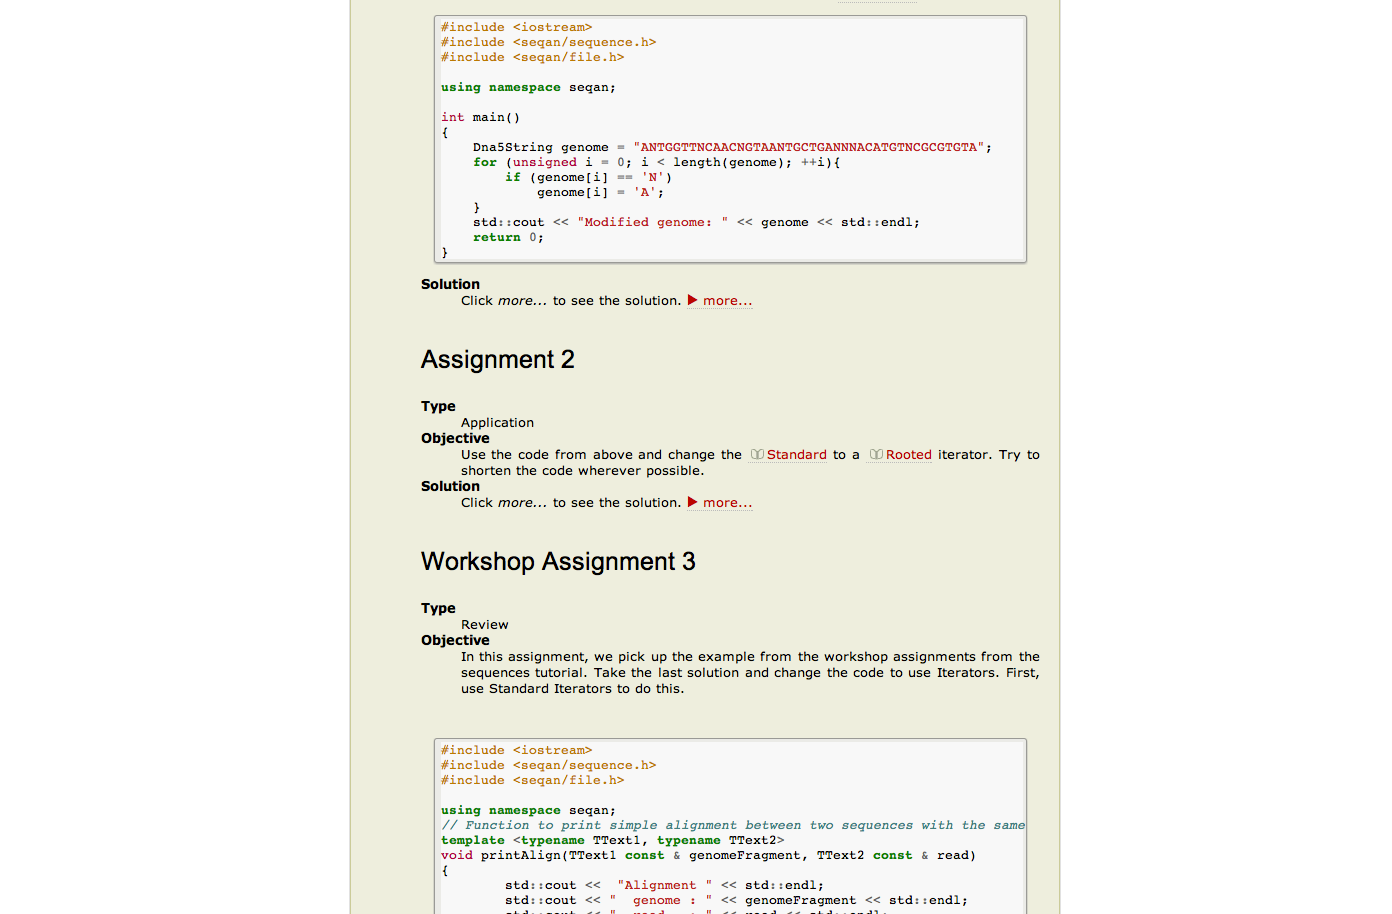 #include <iostream>
#include <seqan/sequence.h>
#include <seqan/file.h>
using namespace seqan;
int main()
{
    Dna5String genome = "ANTGGTTNCAACNGTAANTGCTGANNNACATGTNCGCGTGTA";
    for (unsigned i = 0; i < length(genome); ++i){
        if (genome[i] == 'N')
            genome[i] = 'A';
    }
    std::cout << "Modified genome: " << genome << std::endl;
    return 0;
}
Solution
Click more... to see the solution. ▶ more...
Assignment 2
Type
Application
Objective
Use the code from above and change the Standard to a Rooted iterator. Try to
shorten the code wherever possible.
Solution
Click more... to see the solution. ▶ more...
Workshop Assignment 3
Type
Review
Objective
In this assignment, we pick up the example from the workshop assignments from the
sequences tutorial. Take the last solution and change the code to use Iterators. First,
use Standard Iterators to do this.
#include <iostream>
#include <seqan/sequence.h>
#include <seqan/file.h>
using namespace seqan;
// Function to print simple alignment between two sequences with the same
template <typename TText1, typename TText2>
void printAlign(TText1 const & genomeFragment, TText2 const & read)
{
        std::cout <<  "Alignment " << std::endl;
        std::cout << "  genome : " << genomeFragment << std::endl;